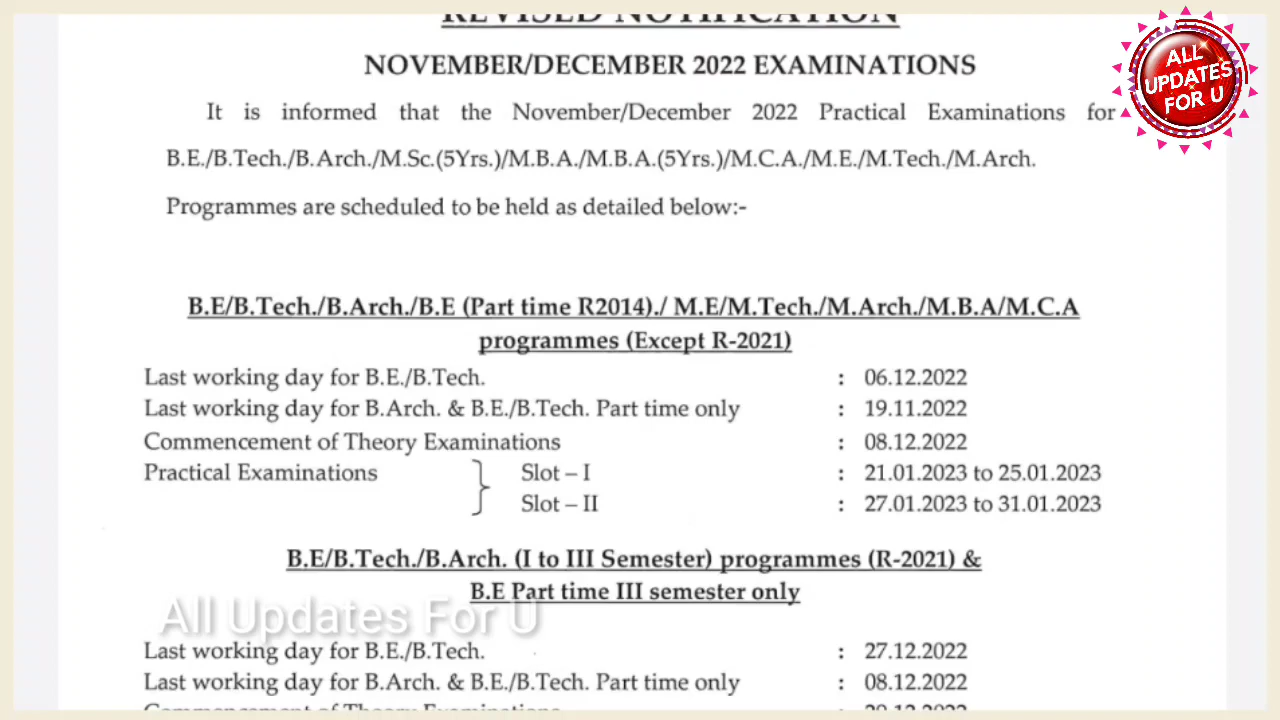 REVISED NOTIFICATION
NOVEMBER/DECEMBER 2022 EXAMINATIONS
ALL
UPDATES
FOR U
It is informed that the November/December 2022 Practical Examinations for
B.E./B.Tech./B.Arch./M.Sc.(5Yrs.)/M.B.A./M.B.A.(5Yrs.)/M.C.A./M.E./M.Tech./M.Arch.
Programmes are scheduled to be held as detailed below:-
B.E/B.Tech./B.Arch./B.E (Part time R2014)./ M.E/M.Tech./M.Arch./M.B.A/M.C.A
programmes (Except R-2021)
Last working day for B.E./B.Tech. : 06.12.2022
Last working day for B.Arch. & B.E./B.Tech. Part time only : 19.11.2022
Commencement of Theory Examinations : 08.12.2022
Practical Examinations } Slot – I : 21.01.2023 to 25.01.2023
Slot – II : 27.01.2023 to 31.01.2023
B.E/B.Tech./B.Arch. (I to III Semester) programmes (R-2021) &
B.E Part time III semester only
All Updates For U
Last working day for B.E./B.Tech. : 27.12.2022
Last working day for B.Arch. & B.E./B.Tech. Part time only : 08.12.2022
Commencement of Theory Examinations :